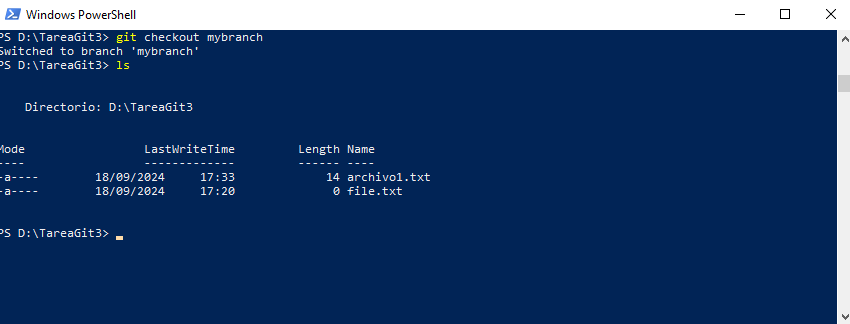 Windows PowerShell
PS D:\TareaGit3> git checkout mybranch
Switched to branch 'mybranch'
PS D:\TareaGit3> ls
Directorio: D:\TareaGit3
Mode LastWriteTime Length Name
---- ------------- ------ ----
-a---- 18/09/2024 17:33 14 archivo1.txt
-a---- 18/09/2024 17:20 0 file.txt
PS D:\TareaGit3>